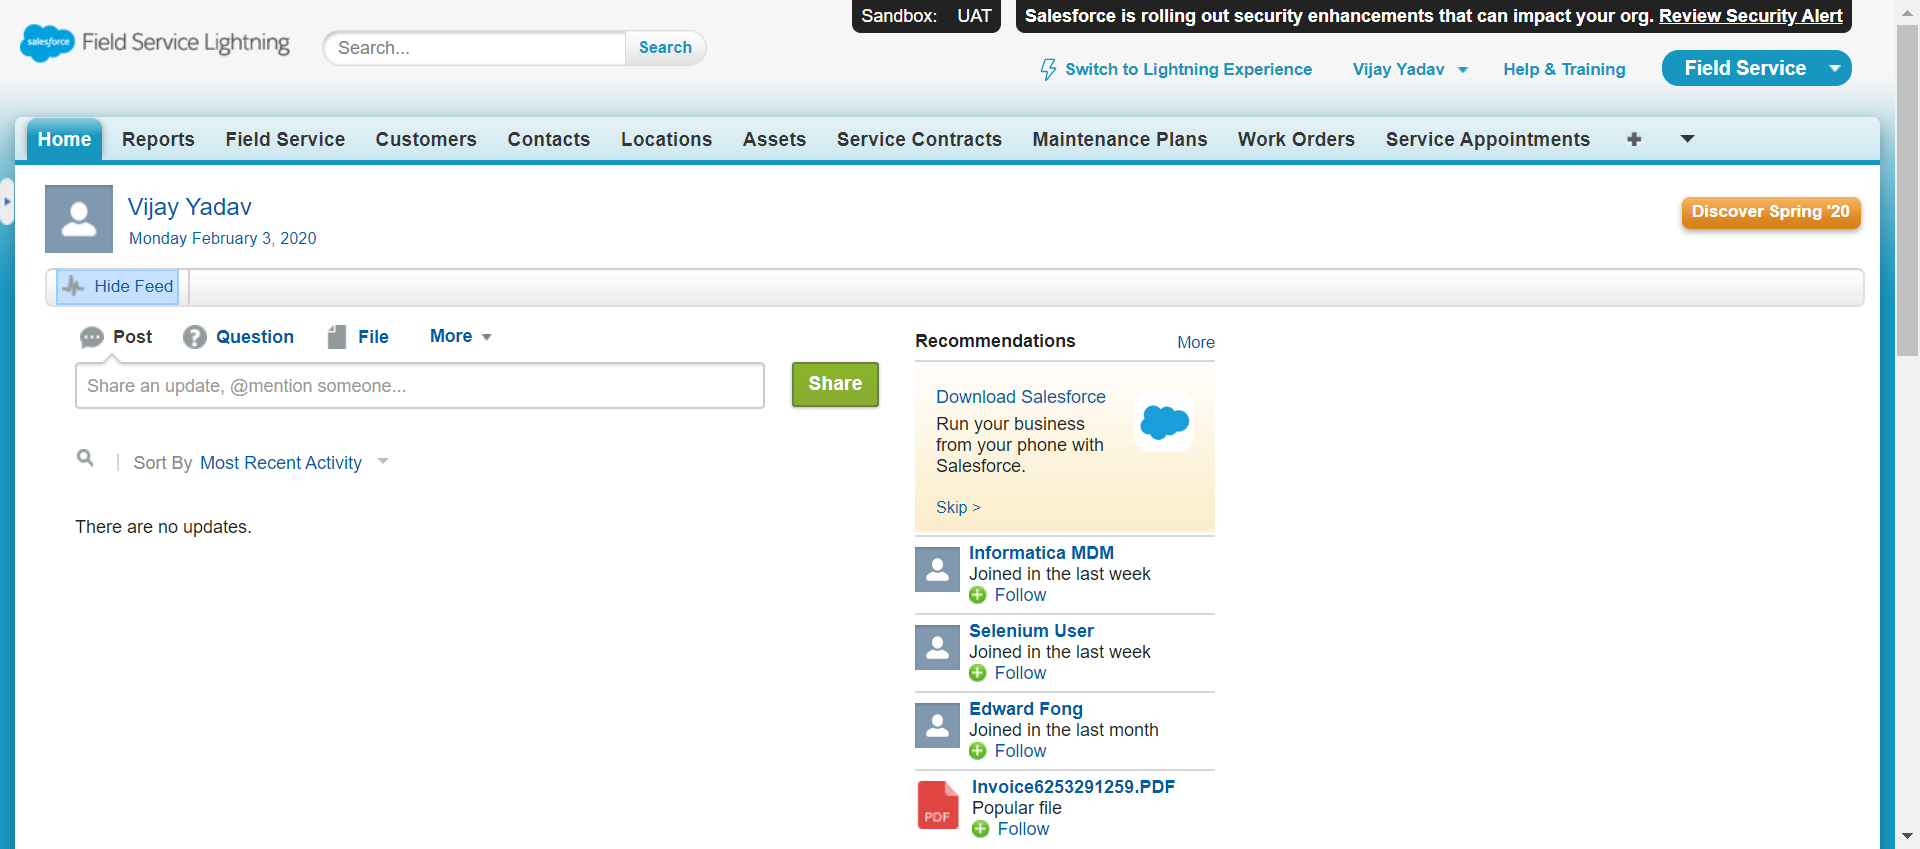 Sandbox: UAT
Salesforce is rolling out security enhancements that can impact your org. Review Security Alert
salesforce Field Service Lightning
Search...
Search
Switch to Lightning Experience
Vijay Yadav
Help & Training
Field Service
Home Reports Field Service Customers Contacts Locations Assets Service Contracts Maintenance Plans Work Orders Service Appointments
Vijay Yadav
Monday February 3, 2020
Discover Spring '20
Hide Feed
Post Question File More
Share an update, @mention someone...
Share
Sort By Most Recent Activity
There are no updates.
Recommendations More
Download Salesforce
Run your business
from your phone with
Salesforce.
Skip >
Informatica MDM
Joined in the last week
Follow
Selenium User
Joined in the last week
Follow
Edward Fong
Joined in the last month
Follow
PDF
Invoice6253291259.PDF
Popular file
Follow